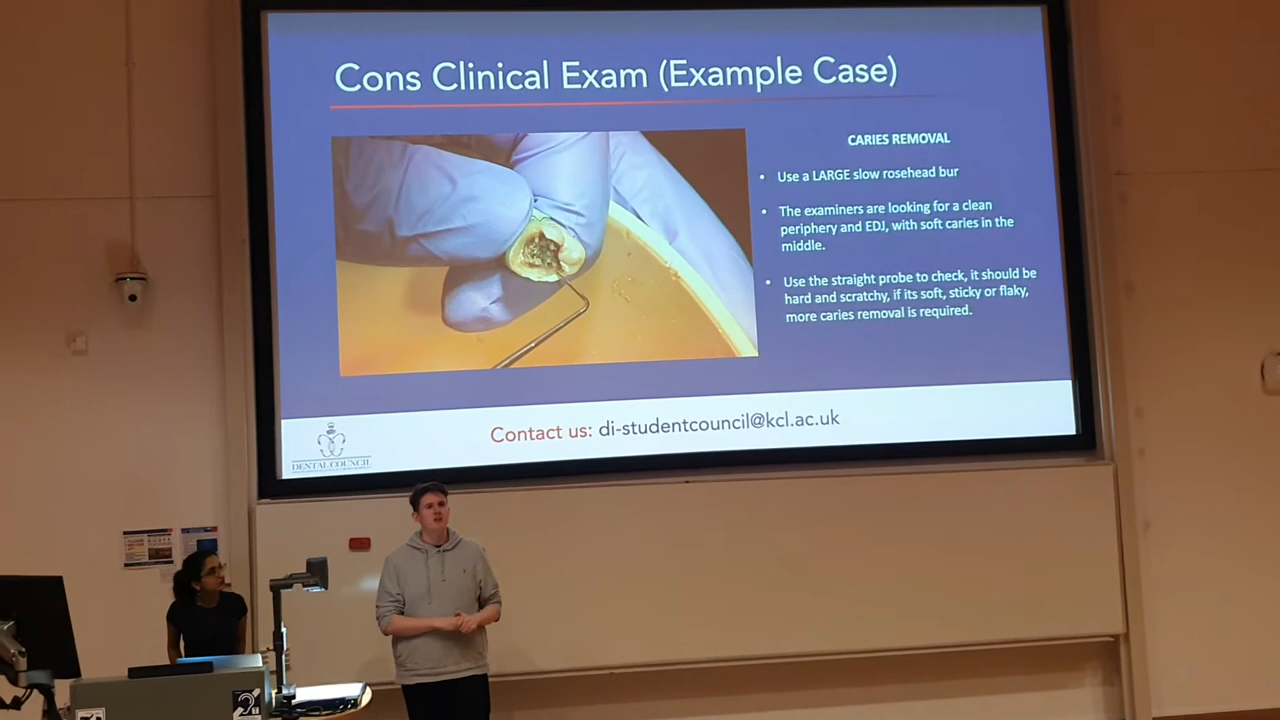 Cons Clinical Exam (Example Case)
CARIES REMOVAL
• Use a LARGE slow rosehead bur
• The examiners are looking for a clean
periphery and EDJ, with soft caries in the
middle.
• Use the straight probe to check, it should be
hard and scratchy, if its soft, sticky or flaky,
more caries removal is required.
DENTAL COUNCIL
Contact us: di-studentcouncil@kcl.ac.uk